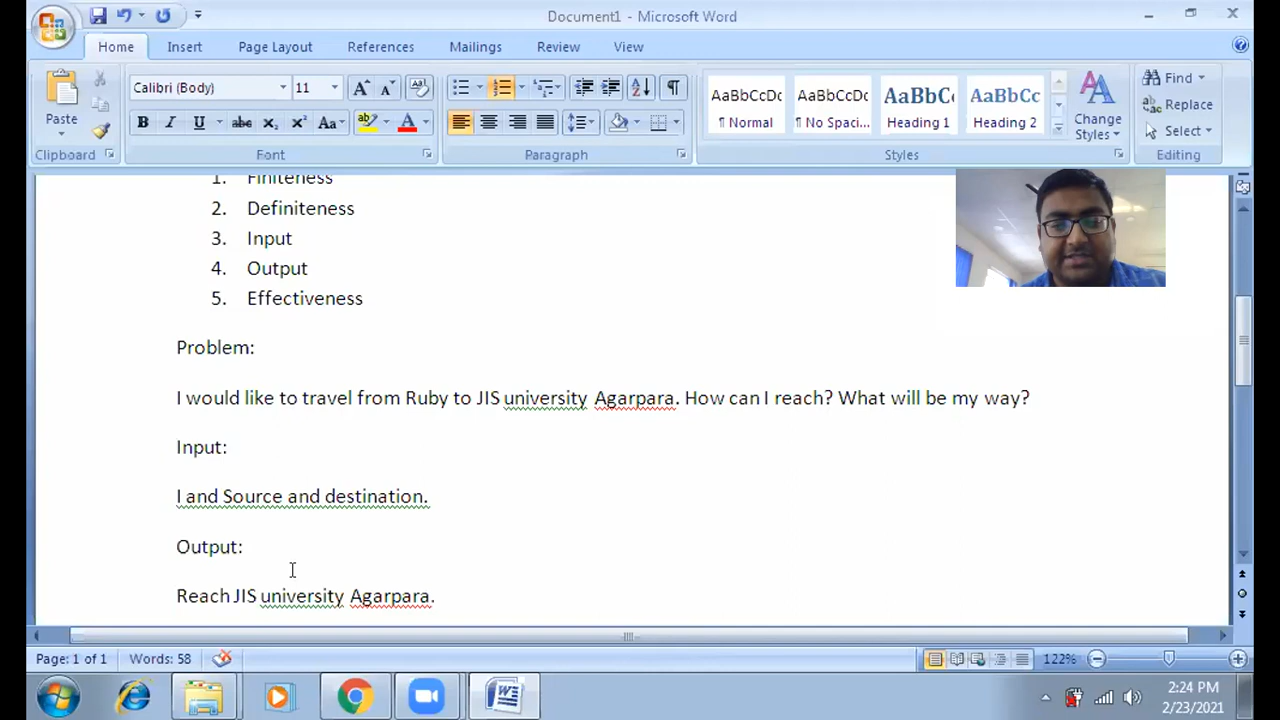 Document1 - Microsoft Word
Home Insert Page Layout References Mailings Review View
Calibri (Body) 11
AaBbCcDc AaBbCcDc AaBbC AaBbCc
Paste
¶ Normal ¶ No Spaci... Heading 1 Heading 2
Change Styles
Find
Replace
Select
Clipboard Font Paragraph Styles Editing
1. Finiteness
2. Definiteness
3. Input
4. Output
5. Effectiveness
Problem:
I would like to travel from Ruby to JIS university Agarpara. How can I reach? What will be my way?
Input:
I and Source and destination.
Output:
Reach JIS university Agarpara.
Page: 1 of 1 Words: 58 122%
2:24 PM
2/23/2021